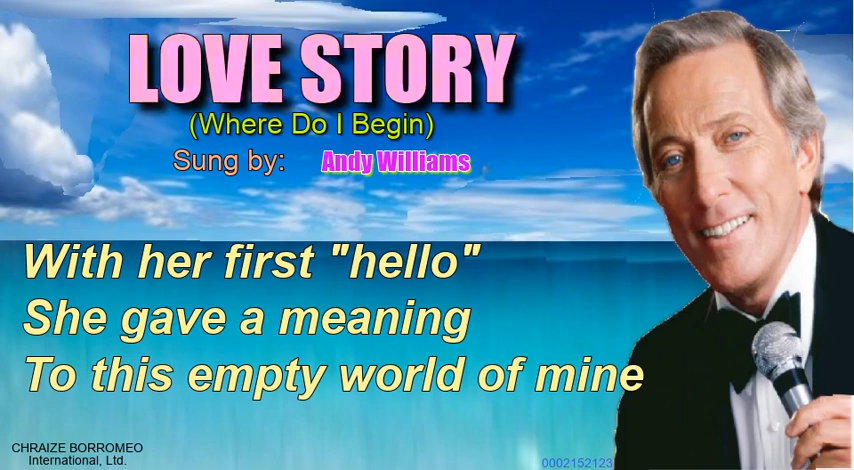 LOVE STORY
(Where Do I Begin)
Sung by: Andy Williams
With her first "hello"
She gave a meaning
To this empty world of mine
CHRAIZE BORROMEO
International, Ltd.
0002152123